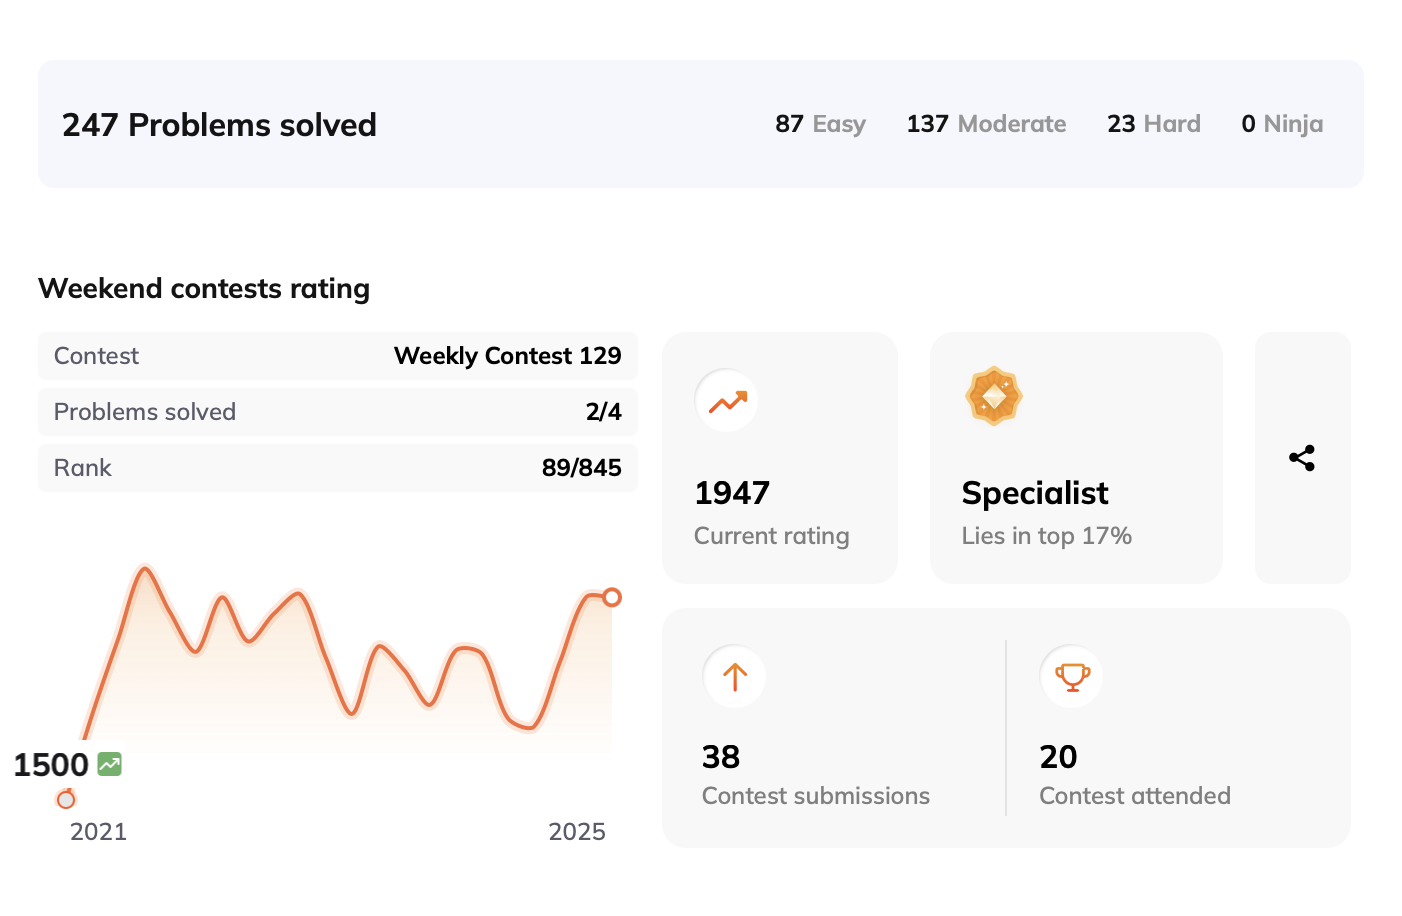 247 Problems solved
87 Easy 137 Moderate 23 Hard 0 Ninja
Weekend contests rating
Contest Weekly Contest 129
Problems solved 2/4
Rank 89/845
1500
2021 2025
1947
Current rating
Specialist
Lies in top 17%
38
Contest submissions
20
Contest attended